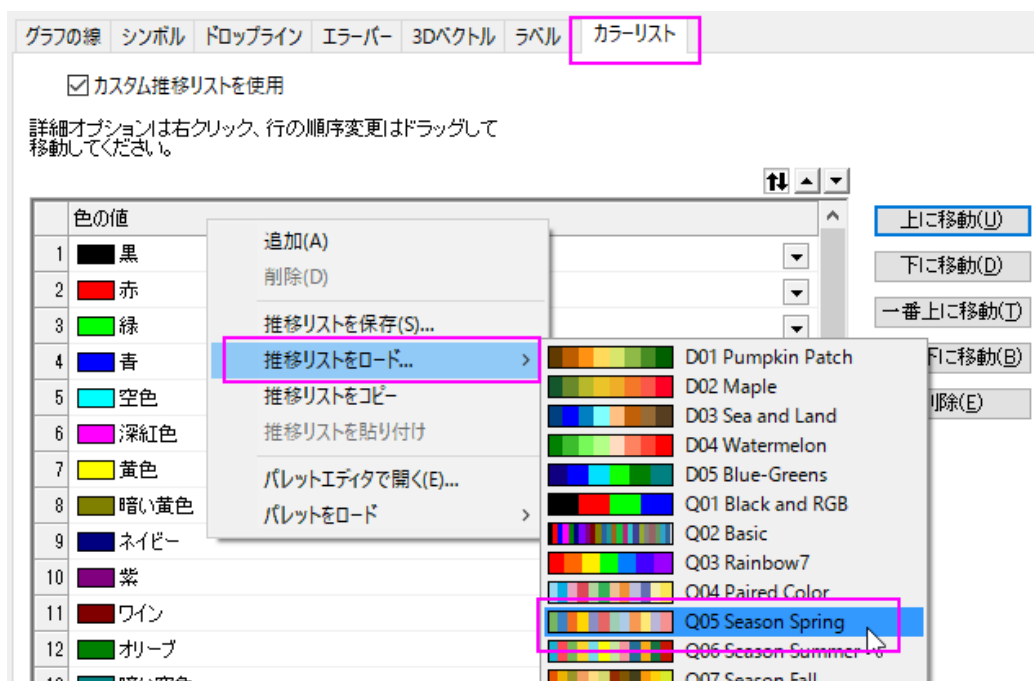 グラフの線 シンボル ドロップライン エラーバー 3Dベクトル ラベル カラーリスト
カスタム推移リストを使用
詳細オプションは右クリック、行の順序変更はドラッグして
移動してください。
色の値
1 黒
2 赤
3 緑
4 青
5 空色
6 深紅色
7 黄色
8 暗い黄色
9 ネイビー
10 紫
11 ワイン
12 オリーブ
追加(A)
削除(D)
推移リストを保存(S)...
推移リストをロード...
推移リストをコピー
推移リストを貼り付け
パレットエディタで開く(E)...
パレットをロード
D01 Pumpkin Patch
D02 Maple
D03 Sea and Land
D04 Watermelon
D05 Blue-Greens
Q01 Black and RGB
Q02 Basic
Q03 Rainbow7
Q04 Paired Color
Q05 Season Spring
Q06 Season Summer
Q07 Season Fall
上に移動(U)
下に移動(D)
一番上に移動(T)
下に移動(B)
削除(E)